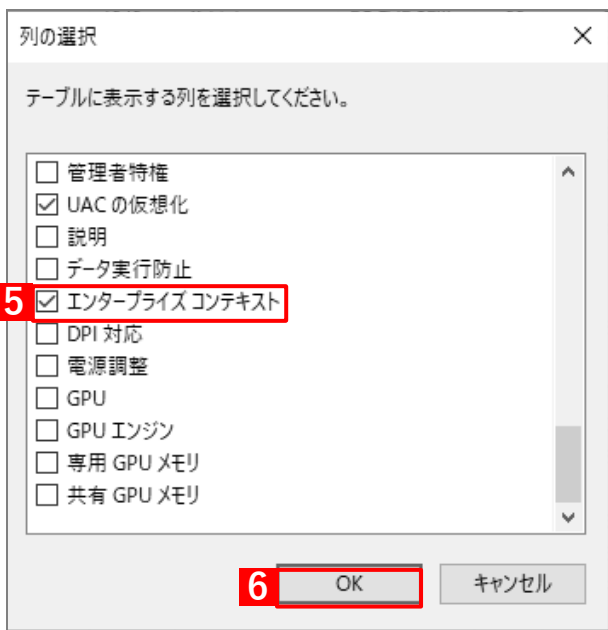 列の選択
テーブルに表示する列を選択してください。
管理者特権
UAC の仮想化
説明
データ実行防止
5 エンタープライズ コンテキスト
DPI 対応
電源調整
GPU
GPU エンジン
専用 GPU メモリ
共有 GPU メモリ
6 OK キャンセル